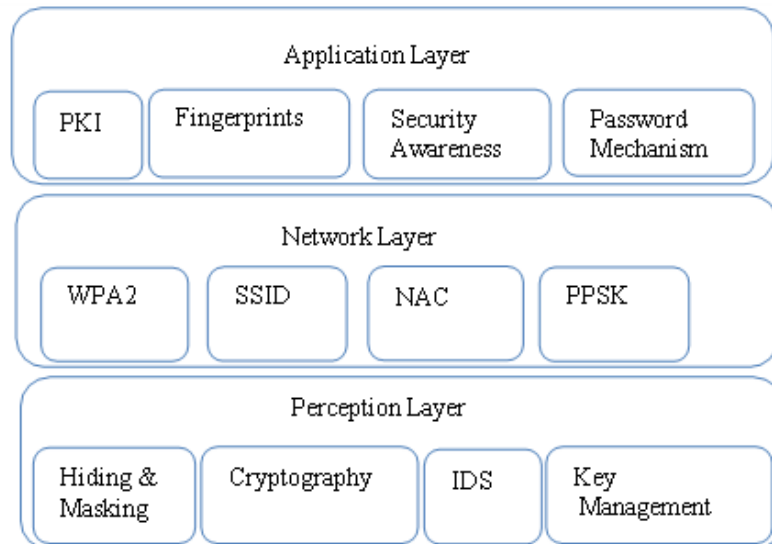 Application Layer
PKI
Fingerprints
Security
Awareness
Password
Mechanism
Network Layer
WPA2
SSID
NAC
PPSK
Perception Layer
Hiding &
Masking
Cryptography
IDS
Key
Management